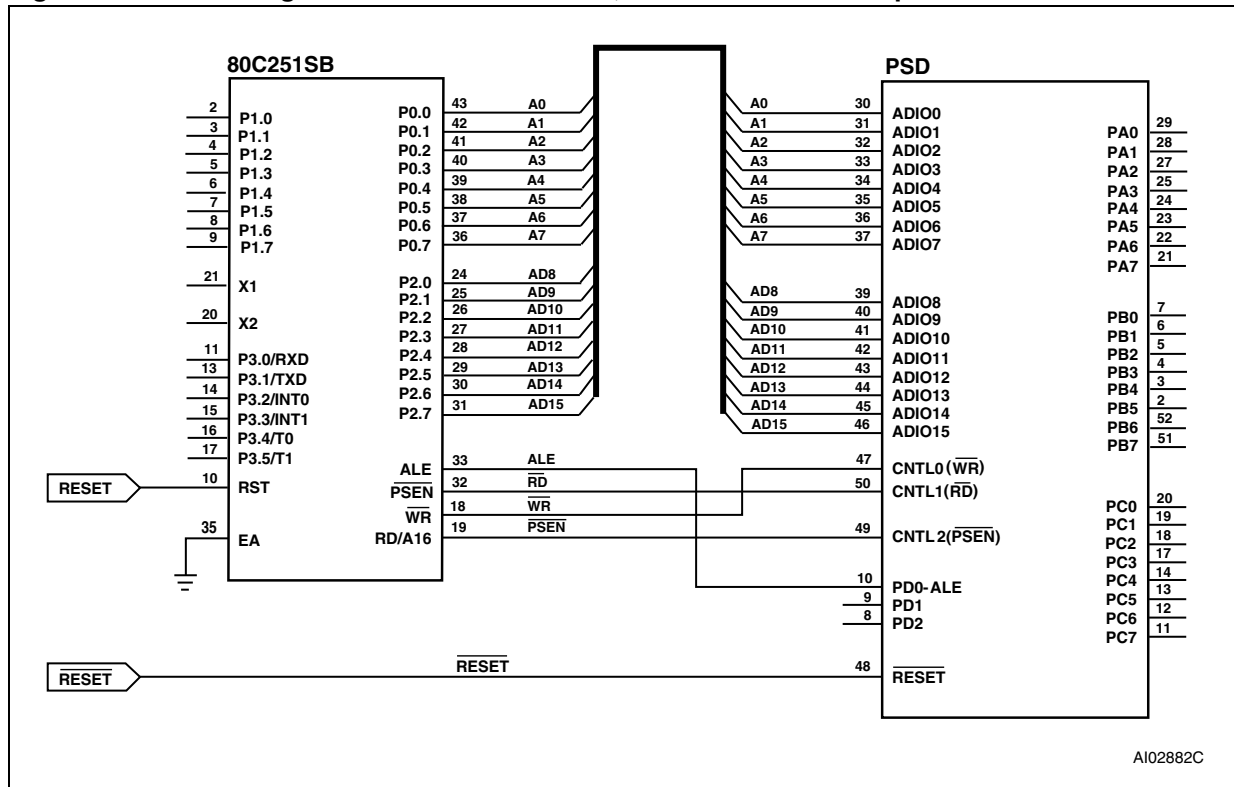 80C251SB
PSD
2 P1.0
3 P1.1
4 P1.2
5 P1.3
6 P1.4
7 P1.5
8 P1.6
9 P1.7
21 X1
20 X2
11 P3.0/RXD
13 P3.1/TXD
14 P3.2/INT0
15 P3.3/INT1
16 P3.4/T0
17 P3.5/T1
RESET 10 RST
35 EA
P0.0 43 A0
P0.1 42 A1
P0.2 41 A2
P0.3 40 A3
P0.4 39 A4
P0.5 38 A5
P0.6 37 A6
P0.7 36 A7
P2.0 24 AD8
P2.1 25 AD9
P2.2 26 AD10
P2.3 27 AD11
P2.4 28 AD12
P2.5 29 AD13
P2.6 30 AD14
P2.7 31 AD15
ALE 33 ALE
PSEN 32 RD
WR 18 WR
RD/A16 19 PSEN
A0 30 ADIO0
A1 31 ADIO1
A2 32 ADIO2
A3 33 ADIO3
A4 34 ADIO4
A5 35 ADIO5
A6 36 ADIO6
A7 37 ADIO7
AD8 39 ADIO8
AD9 40 ADIO9
AD10 41 ADIO10
AD11 42 ADIO11
AD12 43 ADIO12
AD13 44 ADIO13
AD14 45 ADIO14
AD15 46 ADIO15
47 CNTL0(WR)
50 CNTL1(RD)
49 CNTL 2(PSEN)
10 PD0-ALE
9 PD1
8 PD2
RESET RESET 48 RESET
PA0 29
PA1 28
PA2 27
PA3 25
PA4 24
PA5 23
PA6 22
PA7 21
PB0 7
PB1 6
PB2 5
PB3 4
PB4 3
PB5 2
PB6 52
PB7 51
PC0 20
PC1 19
PC2 18
PC3 17
PC4 14
PC5 13
PC6 12
PC7 11
AI02882C